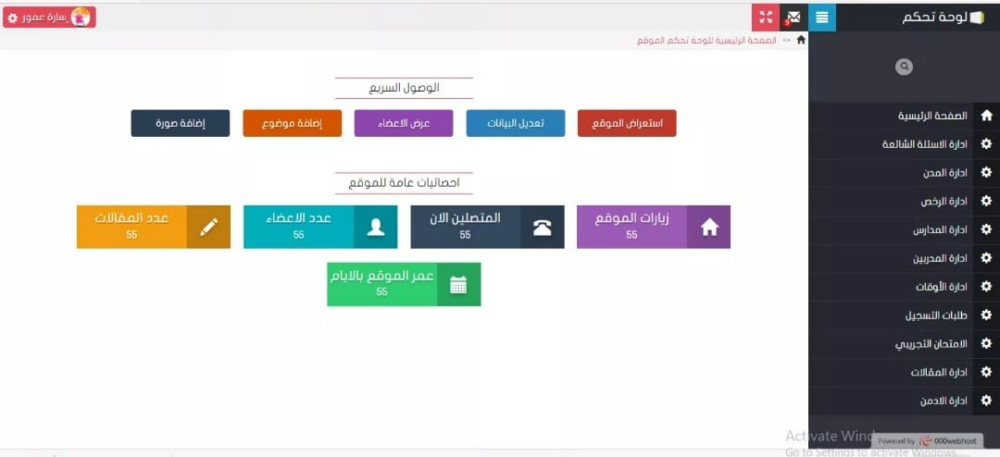 لوحة تحكم
9
سارة عمور
الصفحة الرئيسية للوحة تحكم الموقع
الوصول السريع
استعراض الموقع
تعديل البيانات
عرض الاعضاء
إضافة موضوع
إضافة صورة
احصائيات عامة للموقع
زيارات الموقع
55
المتصلين الان
55
عدد الاعضاء
55
عدد المقالات
55
عمر الموقع بالايام
55
الصفحة الرئيسية
ادارة الاسئلة الشائعة
ادارة المدن
ادارة الرخص
ادارة المدارس
ادارة المدربين
ادارة الأوقات
طلبات التسجيل
الامتحان التجريبي
ادارة المقالات
ادارة الادمن
Activate Wind
Go to Settings to activate Windows.
Powered by 000webhost